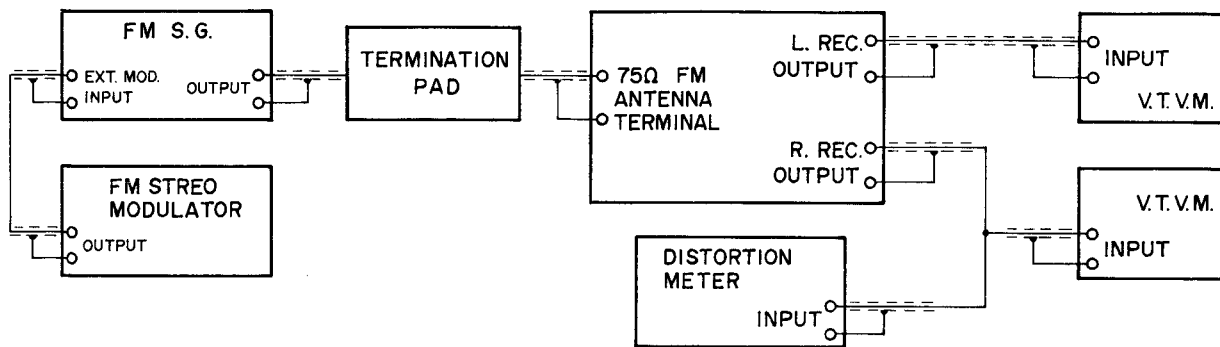 FM S.G.
EXT. MOD.
INPUT
OUTPUT
FM STREO
MODULATOR
OUTPUT
TERMINATION
PAD
75Ω FM
ANTENNA
TERMINAL
L. REC.
OUTPUT
R. REC.
OUTPUT
INPUT
V.T.V.M.
V.T.V.M.
INPUT
DISTORTION
METER
INPUT